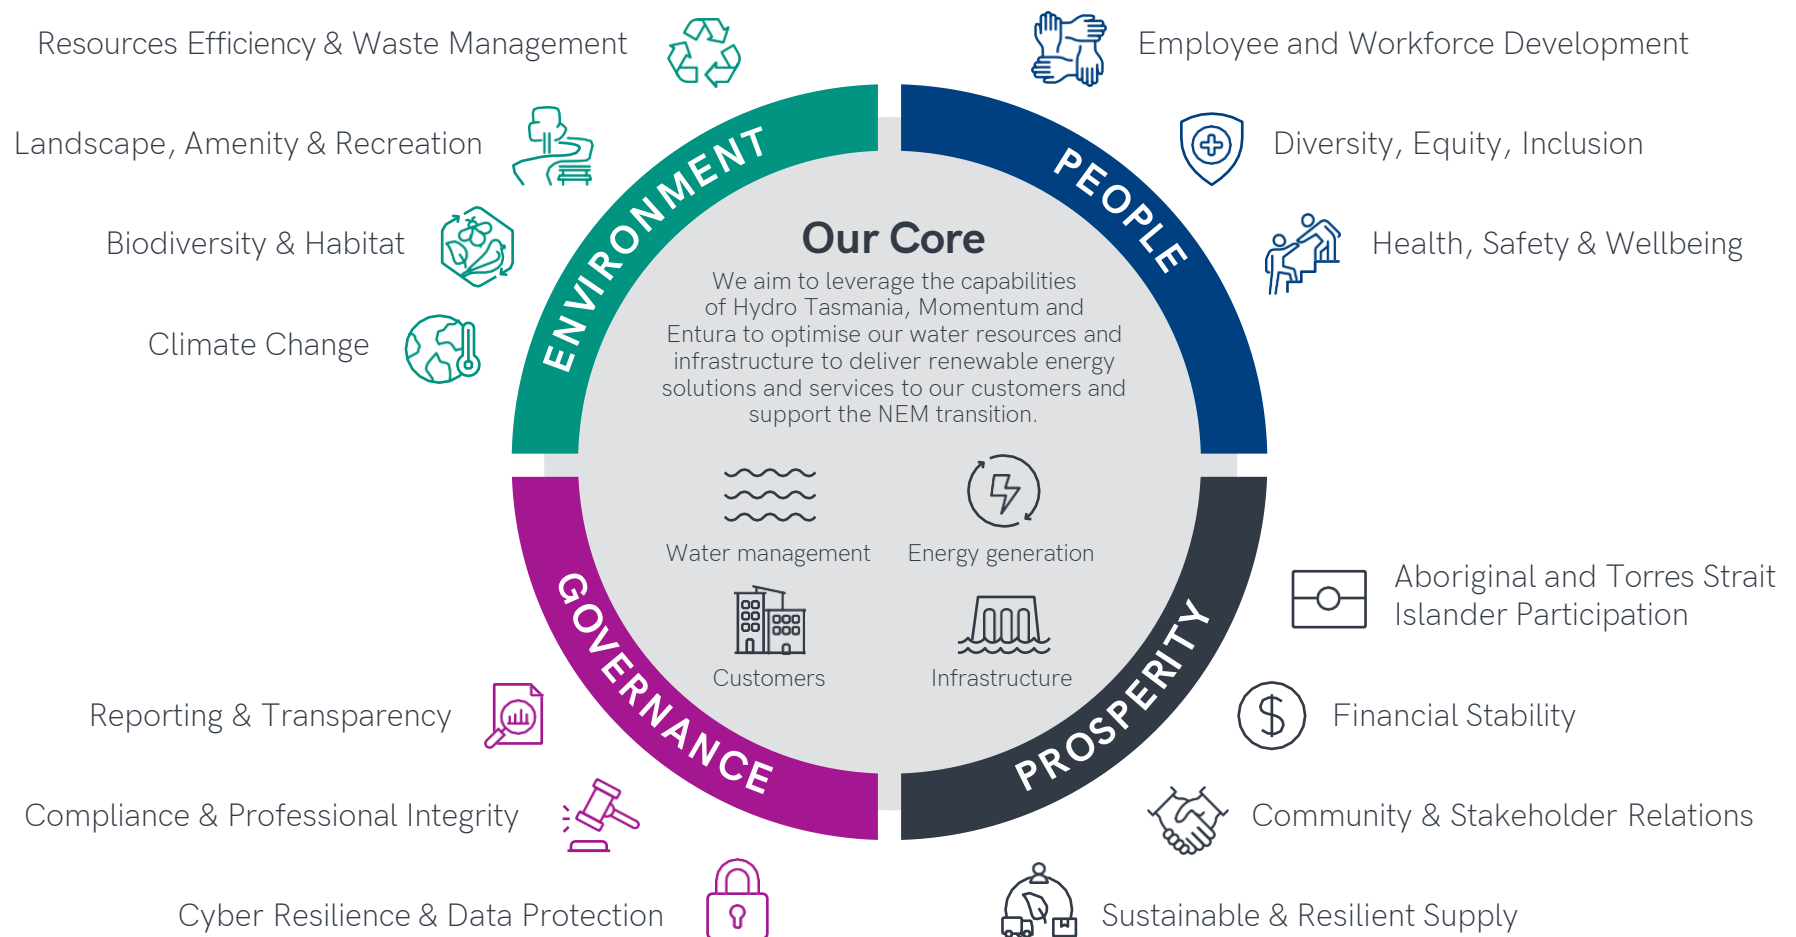 Resources Efficiency & Waste Management
Landscape, Amenity & Recreation
Biodiversity & Habitat
Climate Change
ENVIRONMENT
Employee and Workforce Development
Diversity, Equity, Inclusion
Health, Safety & Wellbeing
PEOPLE
Our Core
We aim to leverage the capabilities
of Hydro Tasmania, Momentum and
Entura to optimise our water resources and
infrastructure to deliver renewable energy
solutions and services to our customers and
support the NEM transition.
Water management
Energy generation
Customers
Infrastructure
GOVERNANCE
Reporting & Transparency
Compliance & Professional Integrity
Cyber Resilience & Data Protection
PROSPERITY
Aboriginal and Torres Strait
Islander Participation
Financial Stability
Community & Stakeholder Relations
Sustainable & Resilient Supply